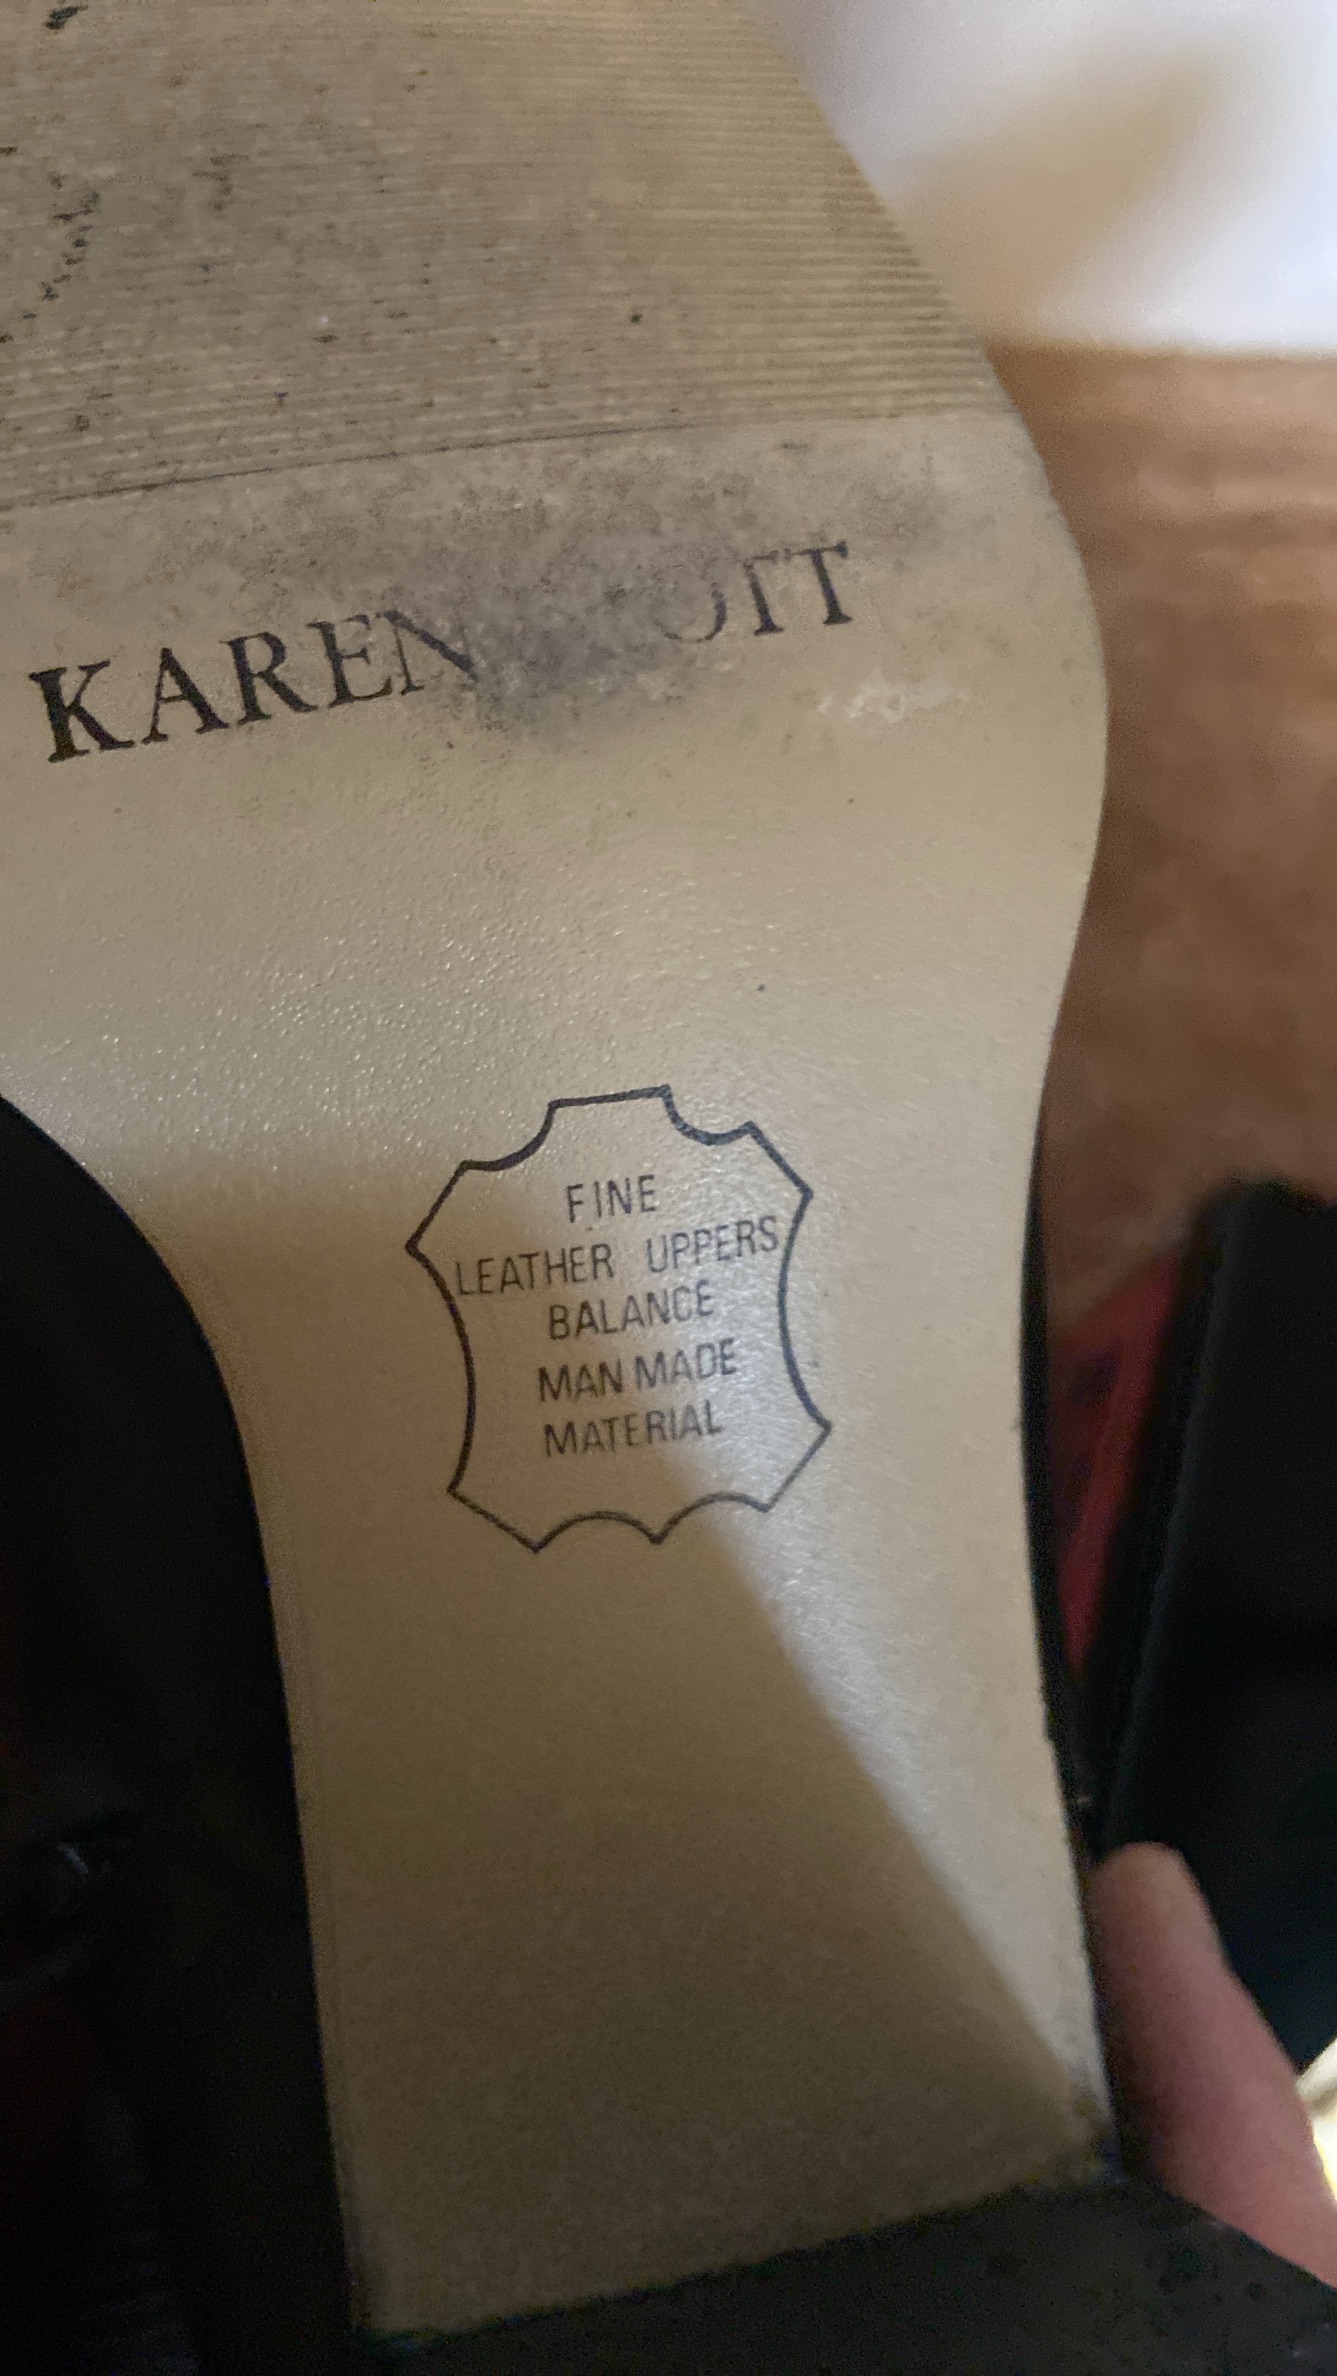 KAREN
FINE
LEATHER UPPERS
BALANCE
MAN MADE
MATERIAL